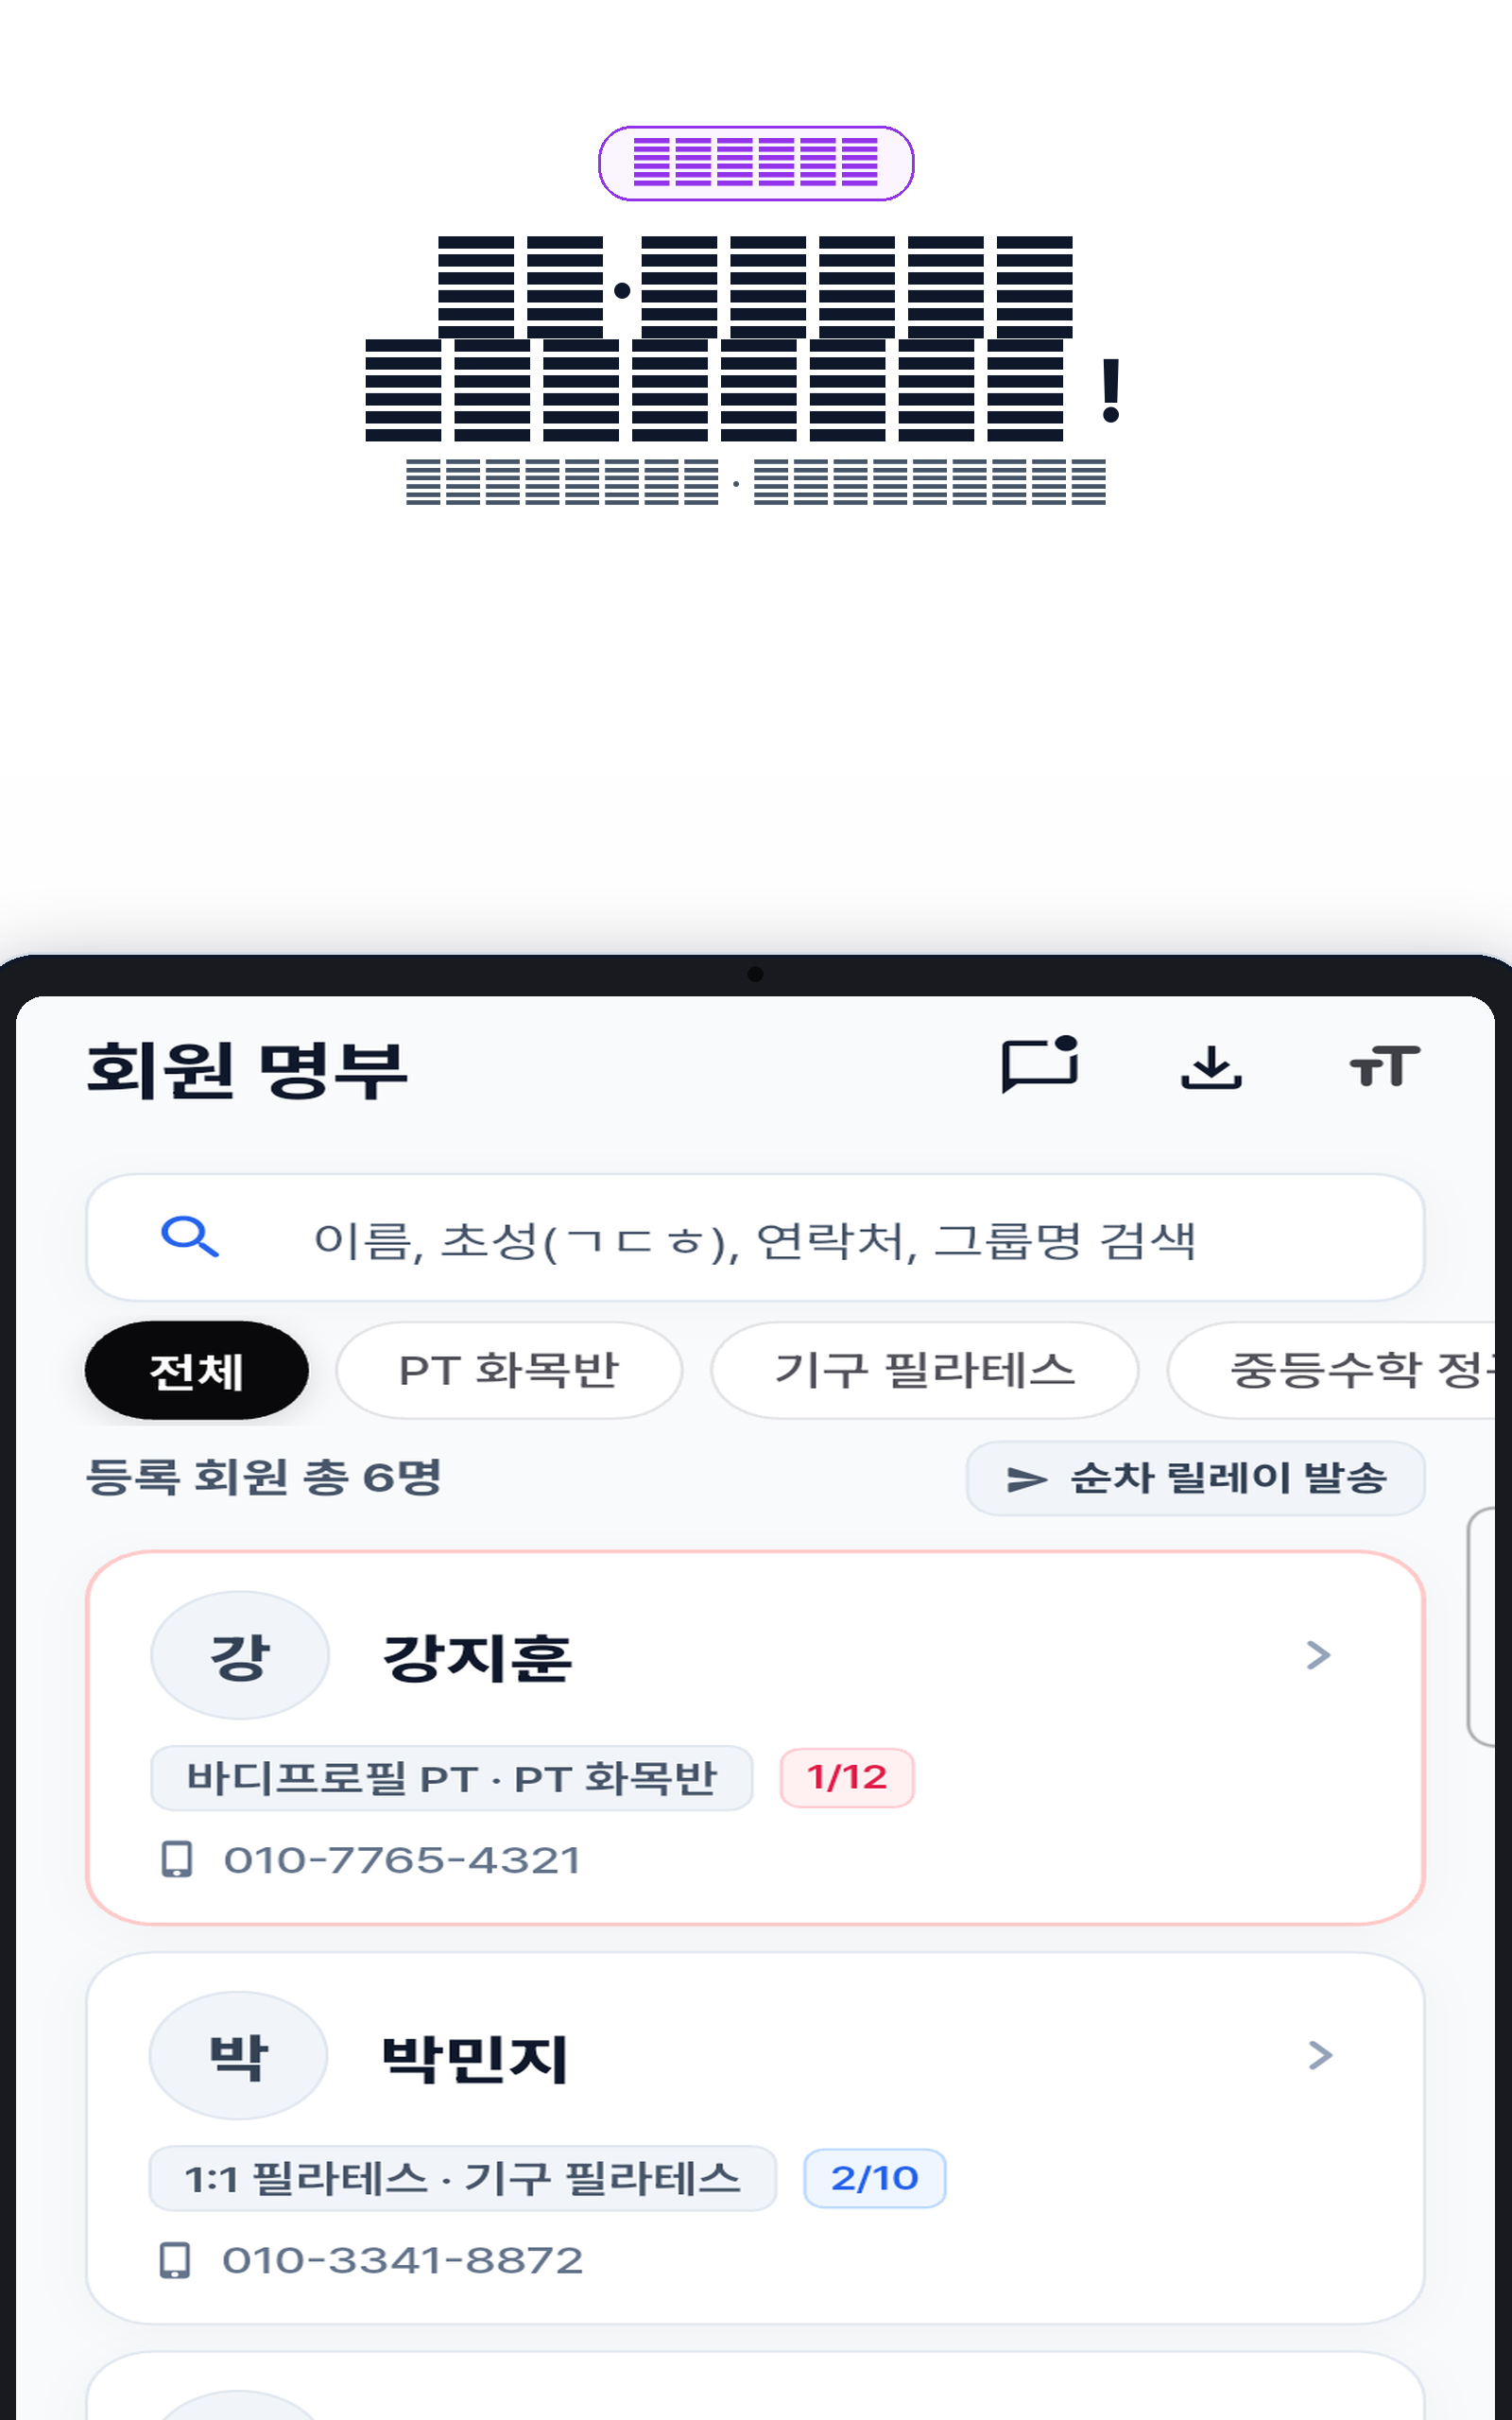 회원 명부
이름, 초성(ㄱㄷㅎ), 연락처, 그룹명 검색
전체
PT 화목반
기구 필라테스
중등수학
등록 회원 총 6명
순차 릴레이 발송
강
강지훈
바디프로필 PT · PT 화목반
1/12
010-7765-4321
박
박민지
1:1 필라테스 · 기구 필라테스
2/10
010-3341-8872